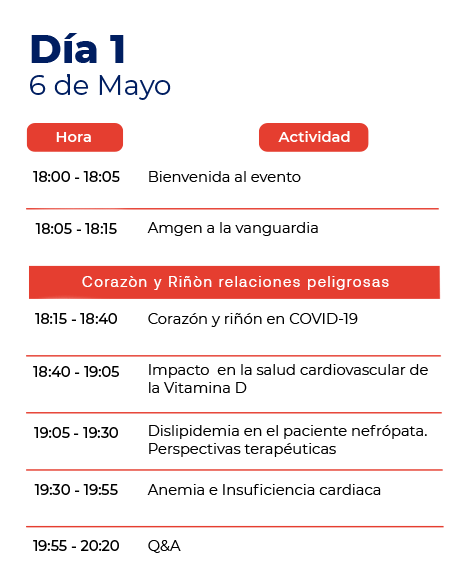 Día 1
6 de Mayo
Hora Actividad
18:00 - 18:05 Bienvenida al evento
18:05 - 18:15 Amgen a la vanguardia
Corazòn y Riñòn relaciones peligrosas
18:15 - 18:40 Corazón y riñón en COVID-19
18:40 - 19:05 Impacto en la salud cardiovascular de
la Vitamina D
19:05 - 19:30 Dislipidemia en el paciente nefrópata.
Perspectivas terapéuticas
19:30 - 19:55 Anemia e Insuficiencia cardiaca
19:55 - 20:20 Q&A